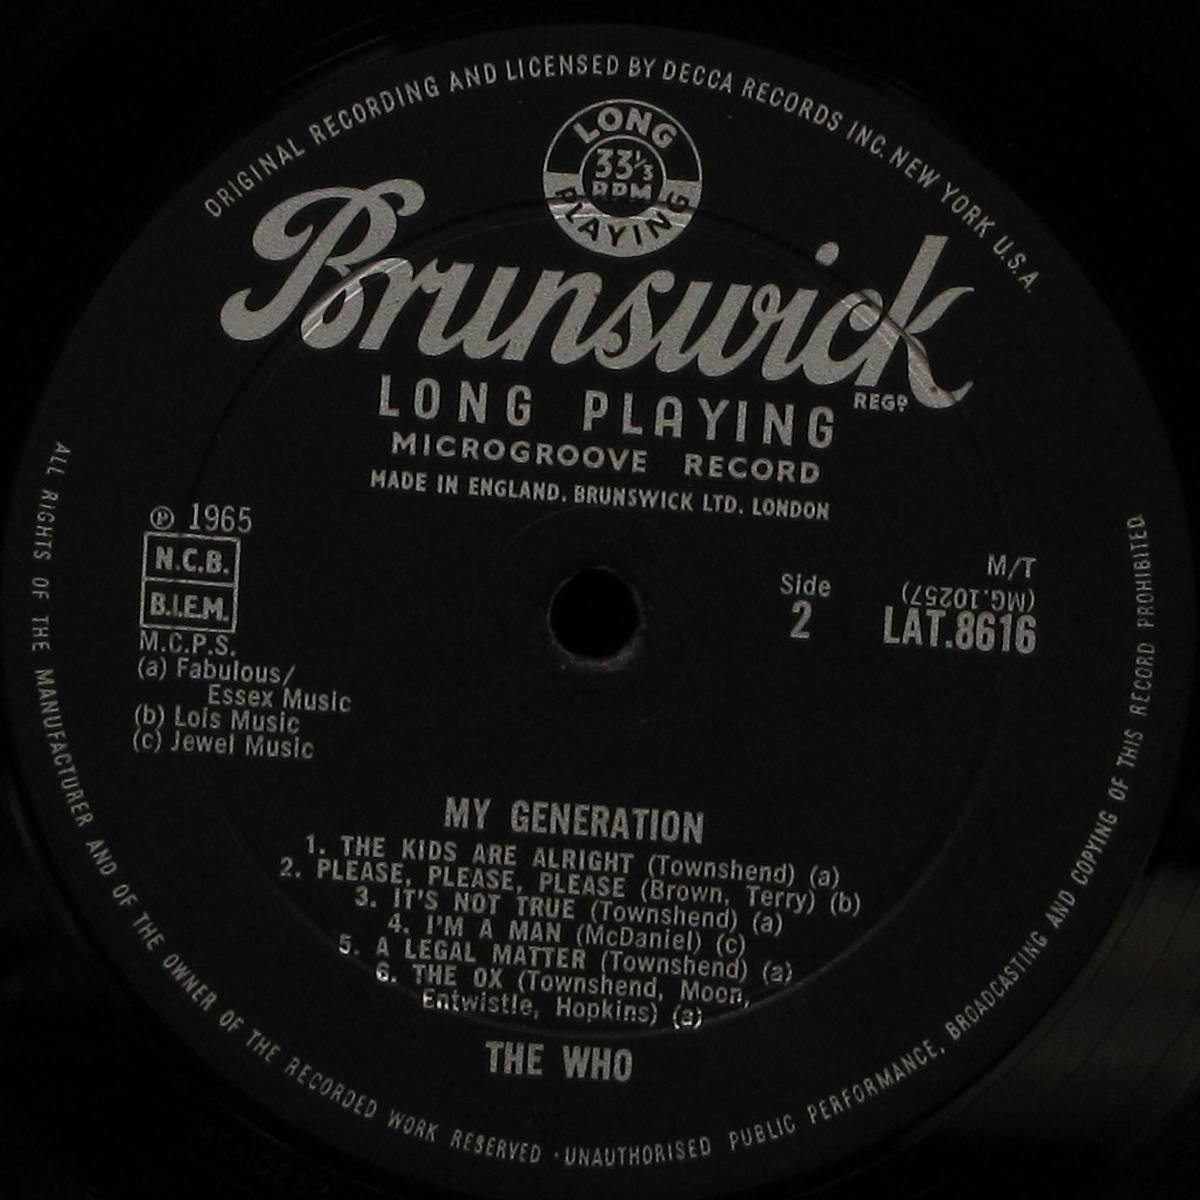 ORIGINAL RECORDING AND LICENSED BY DECCA RECORDS INC. NEW YORK U.S.A.
LONG
33⅓
RPM
PLAYING
Brunswick
REGD
LONG PLAYING
MICROGROOVE RECORD
MADE IN ENGLAND. BRUNSWICK LTD. LONDON
℗ 1965
N.C.B.
B.I.E.M.
M.C.P.S.
(a) Fabulous/
Essex Music
(b) Lois Music
(c) Jewel Music
Side
2
M/T
(MG.10257)
LAT.8616
MY GENERATION
1. THE KIDS ARE ALRIGHT (Townshend) (a)
2. PLEASE, PLEASE, PLEASE (Brown, Terry) (b)
3. IT'S NOT TRUE (Townshend) (a)
4. I'M A MAN (McDaniel) (c)
5. A LEGAL MATTER (Townshend) (a)
6. THE OX (Townshend, Moon,
Entwistle, Hopkins) (a)
THE WHO
ALL RIGHTS OF THE MANUFACTURER AND OF THE OWNER OF THE RECORDED WORK RESERVED · UNAUTHORISED PUBLIC PERFORMANCE, BROADCASTING AND COPYING OF THIS RECORD PROHIBITED